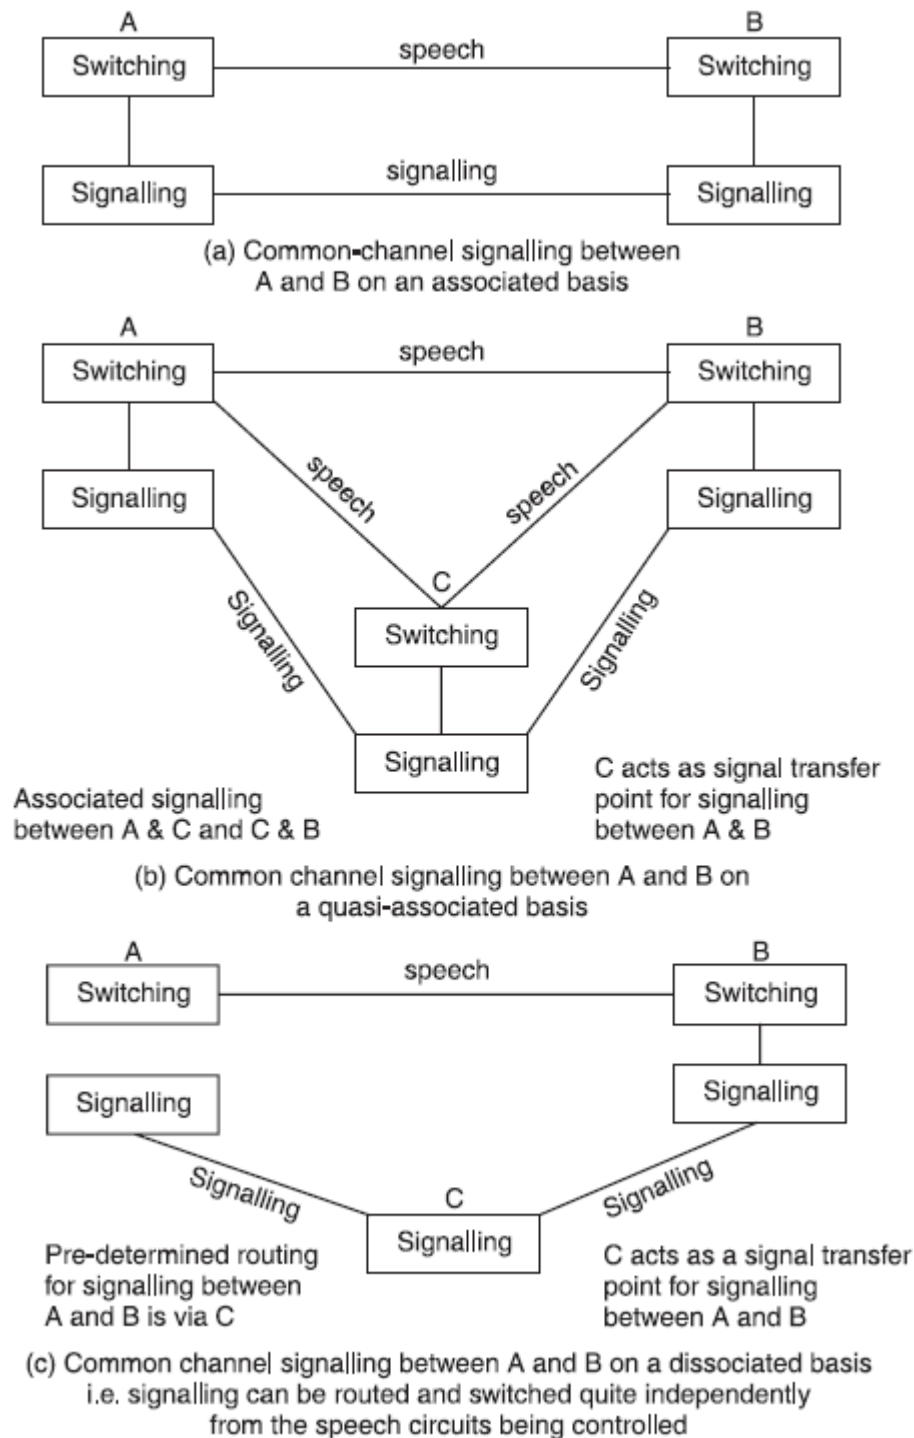 A
B
Switching
speech
Switching
Signalling
signalling
Signalling
(a) Common-channel signalling between
A and B on an associated basis
A
B
Switching
speech
Switching
Signalling
speech
speech
Signalling
C
Signalling
Switching
Signalling
Signalling
Associated signalling
between A & C and C & B
C acts as signal transfer
point for signalling
between A & B
(b) Common channel signalling between A and B on
a quasi-associated basis
A
B
Switching
speech
Switching
Signalling
Signalling
Signalling
Signalling
C
Signalling
Pre-determined routing
for signalling between
A and B is via C
C acts as a signal transfer
point for signalling
between A and B
(c) Common channel signalling between A and B on a dissociated basis
i.e. signalling can be routed and switched quite independently
from the speech circuits being controlled